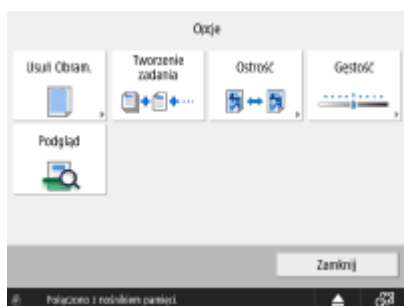 Opcje
Usuń Obram.
Tworzenie
zadania
Ostrość
Gęstość
Podgląd
Zamknij
Połączono z nośnikiem pamięci.